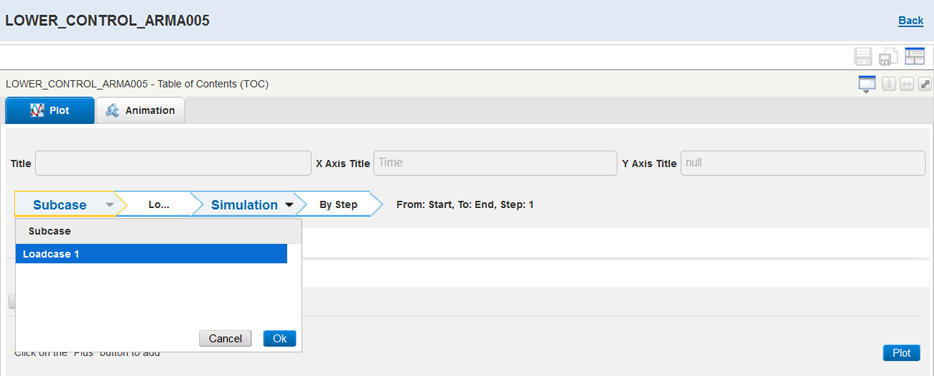 LOWER_CONTROL_ARMA005
Back
LOWER_CONTROL_ARMA005 - Table of Contents (TOC)
Plot Animation
Title X Axis Title Time Y Axis Title null
Subcase Lo... Simulation By Step From: Start, To: End, Step: 1
Subcase
Loadcase 1
Cancel Ok
Click on the "Plus" button to add
Plot